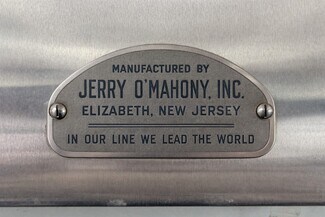 MANUFACTURED BY
JERRY O'MAHONY, INC.
ELIZABETH, NEW JERSEY
IN OUR LINE WE LEAD THE WORLD